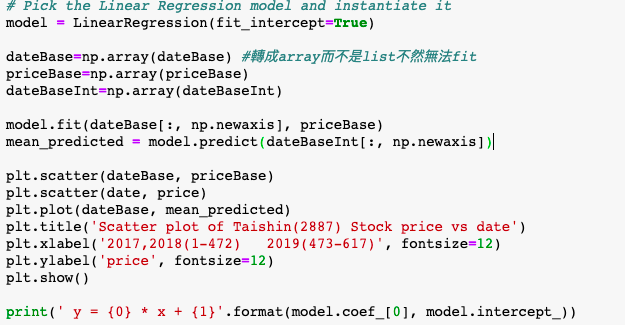 # Pick the Linear Regression model and instantiate it
model = LinearRegression(fit_intercept=True)
dateBase=np.array(dateBase) #轉成array而不是list不然無法fit
priceBase=np.array(priceBase)
dateBaseInt=np.array(dateBaseInt)
model.fit(dateBase[:, np.newaxis], priceBase)
mean_predicted = model.predict(dateBaseInt[:, np.newaxis])
plt.scatter(dateBase, priceBase)
plt.scatter(date, price)
plt.plot(dateBase, mean_predicted)
plt.title('Scatter plot of Taishin(2887) Stock price vs date')
plt.xlabel('2017,2018(1-472)   2019(473-617)', fontsize=12)
plt.ylabel('price', fontsize=12)
plt.show()
print(' y = {0} * x + {1}'.format(model.coef_[0], model.intercept_))